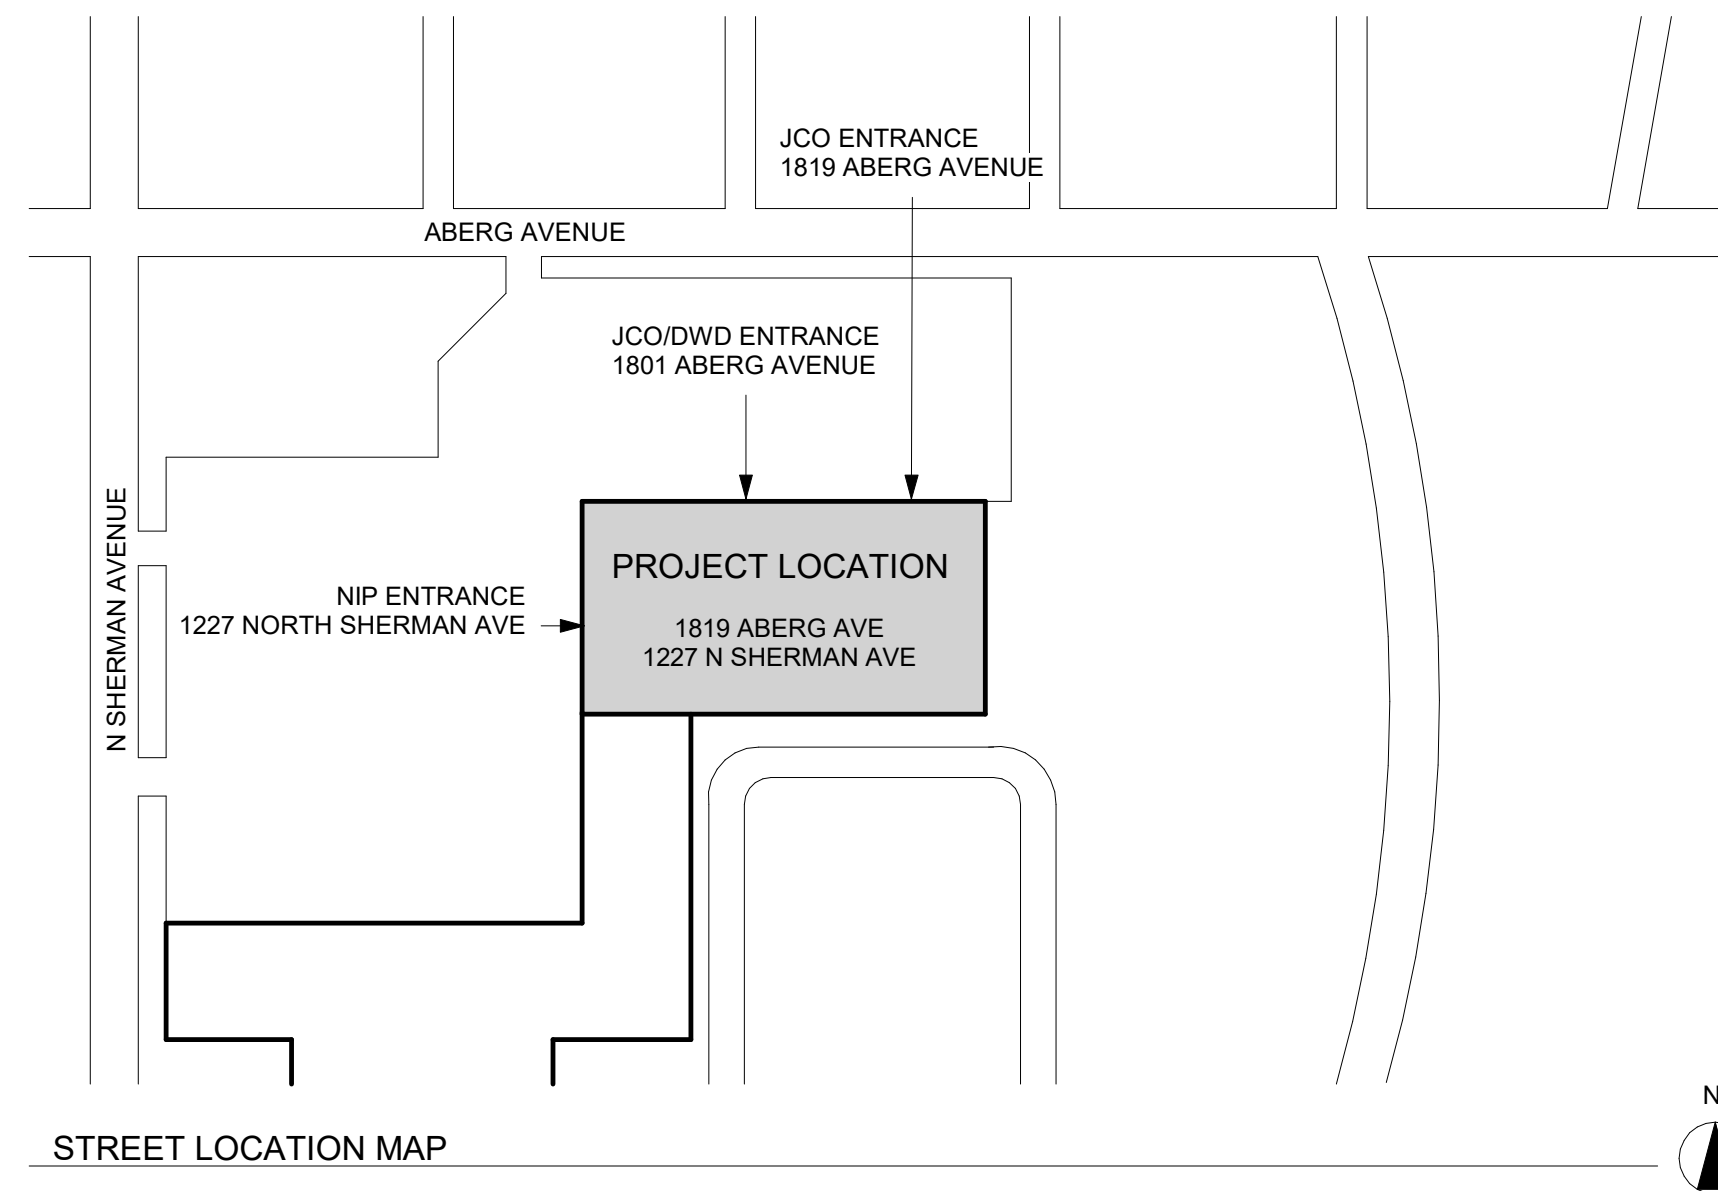 JCO ENTRANCE
1819 ABERG AVENUE
ABERG AVENUE
JCO/DWD ENTRANCE
1801 ABERG AVENUE
N SHERMAN AVENUE
PROJECT LOCATION
NIP ENTRANCE
1227 NORTH SHERMAN AVE
1819 ABERG AVE
1227 N SHERMAN AVE
N
STREET LOCATION MAP